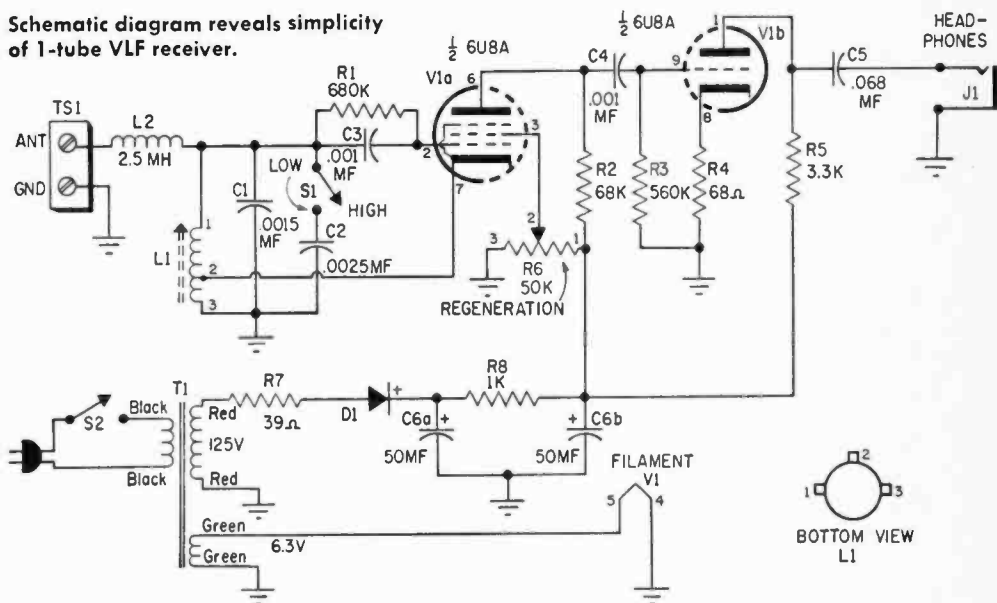 Schematic diagram reveals simplicity
of 1-tube VLF receiver.
TS1
ANT
GND
L2
2.5 MH
R1
680K
C3
.001
MF
LOW
S1
HIGH
C1
.0015
MF
C2
.0025MF
L1
1
2
3
½ 6U8A
V1a
6
3
2
7
C4
.001
MF
½ 6U8A
V1b
1
9
8
C5
.068
MF
HEAD-
PHONES
J1
R2
68K
R3
560K
R4
68Ω
R5
3.3K
3
2
1
R6
50K
REGENERATION
S2
T1
Black
Black
Red
125V
Red
Green
6.3V
Green
R7
39Ω
D1
+
C6a
+
50MF
R8
1K
+
C6b
50MF
FILAMENT
V1
5
4
1
2
3
BOTTOM VIEW
L1